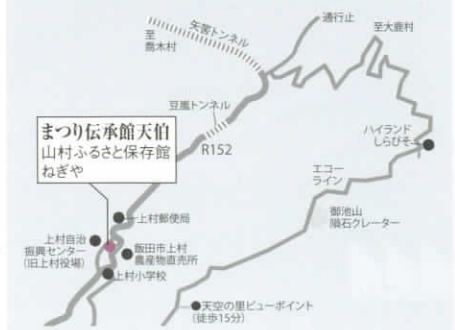 通行止
至大鹿村
矢筈トンネル
至
喬木村
豆嵐トンネル
まつり伝承館天伯
山村ふるさと保存館
ねぎや
R152
ハイランド
しらびそ
エコー
ライン
御池山
隕石クレーター
上村郵便局
上村自治
振興センター
(旧上村役場)
飯田市上村
農産物直売所
上村小学校
天空の里ビューポイント
(徒歩15分)